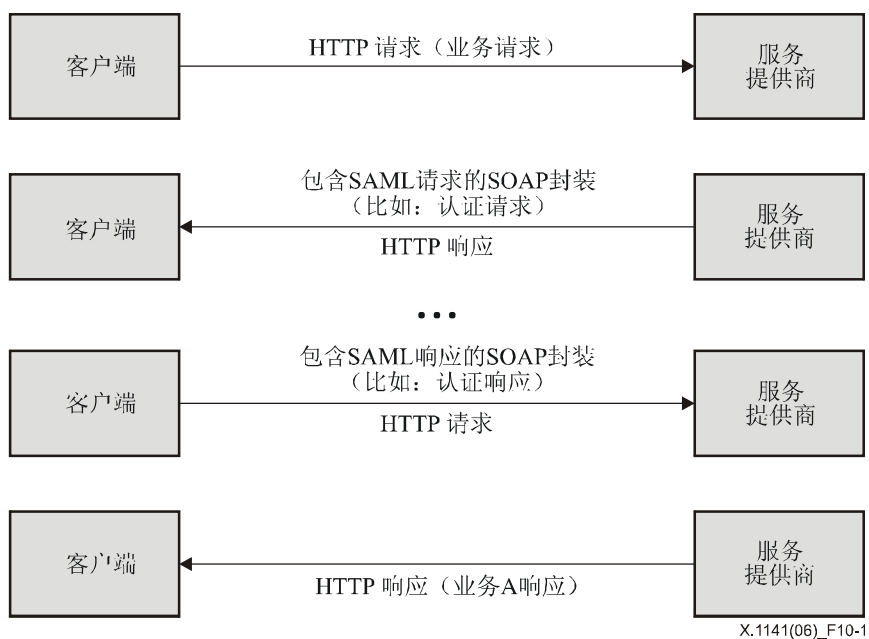 HTTP 请求（业务请求）
客户端
服务
提供商
包含SAML请求的SOAP封装
（比如：认证请求）
客户端
服务
提供商
HTTP 响应
•••
包含SAML响应的SOAP封装
（比如：认证响应）
客户端
服务
提供商
HTTP 请求
客户端
服务
提供商
HTTP 响应（业务A响应）
X.1141(06)_F10-1